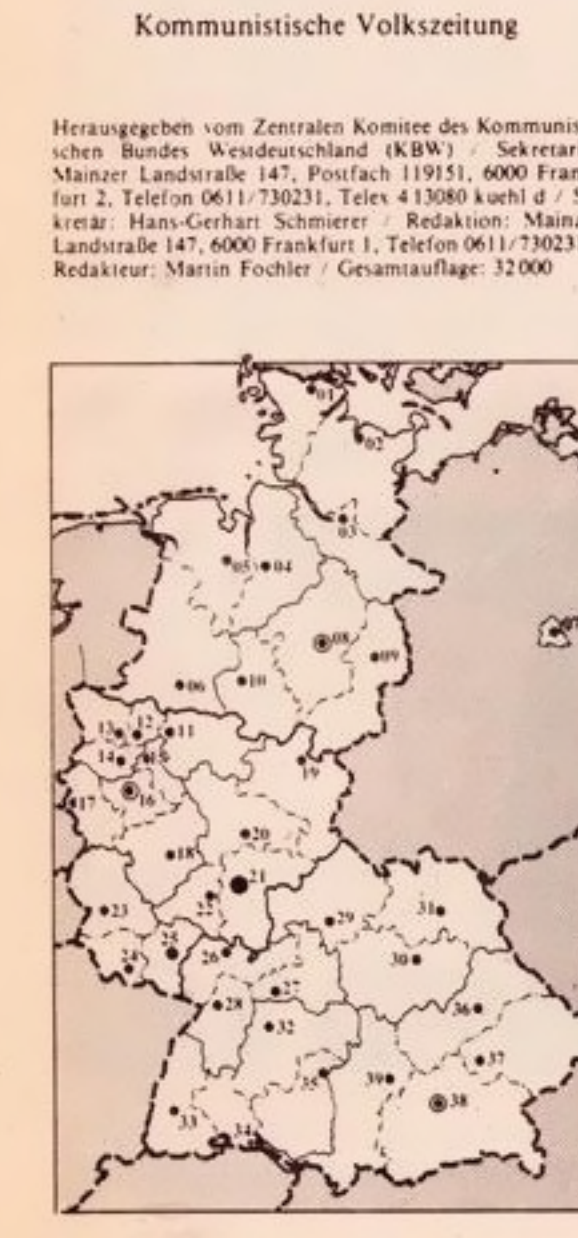 Kommunistische Volkszeitung
Herausgegeben vom Zentralen Komitee des Kommunis
schen Bundes Westdeutschland (KBW) / Sekretar
Mainzer Landstraße 147, Postfach 119151, 6000 Fran
furt 2, Telefon 0611/730231, Telex 413080 kuehl d / S
kretär: Hans-Gerhart Schmierer / Redaktion: Mainz
Landstraße 147, 6000 Frankfurt 1, Telefon 0611/73023
Redakteur: Martin Fochler / Gesamtauflage: 32000
01
02
03
05 04
07
08
09
06 10
13 12 11
14 15
19
17 16
20
18
21
22
23 29 31
25
24 26 30
27
28 36
32
37
35 39
38
33
34